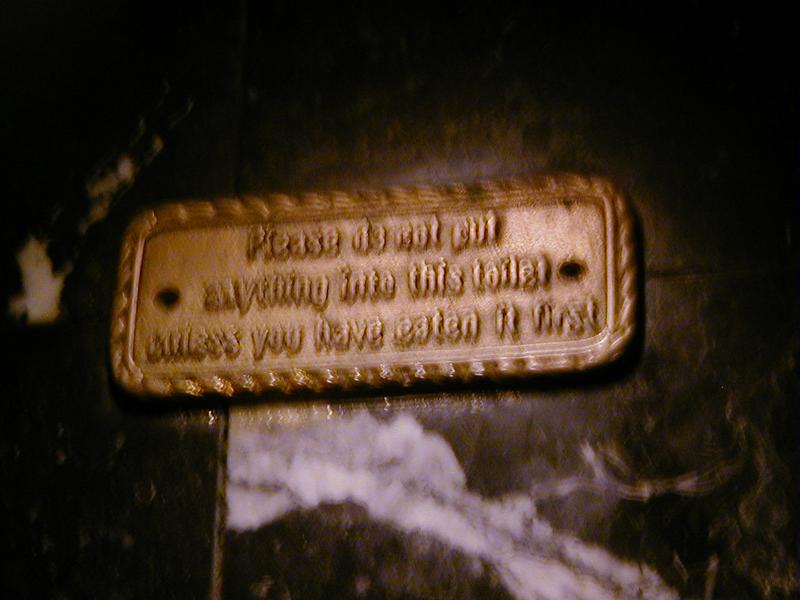 Please do not put
anything into this toilet
unless you have eaten it first